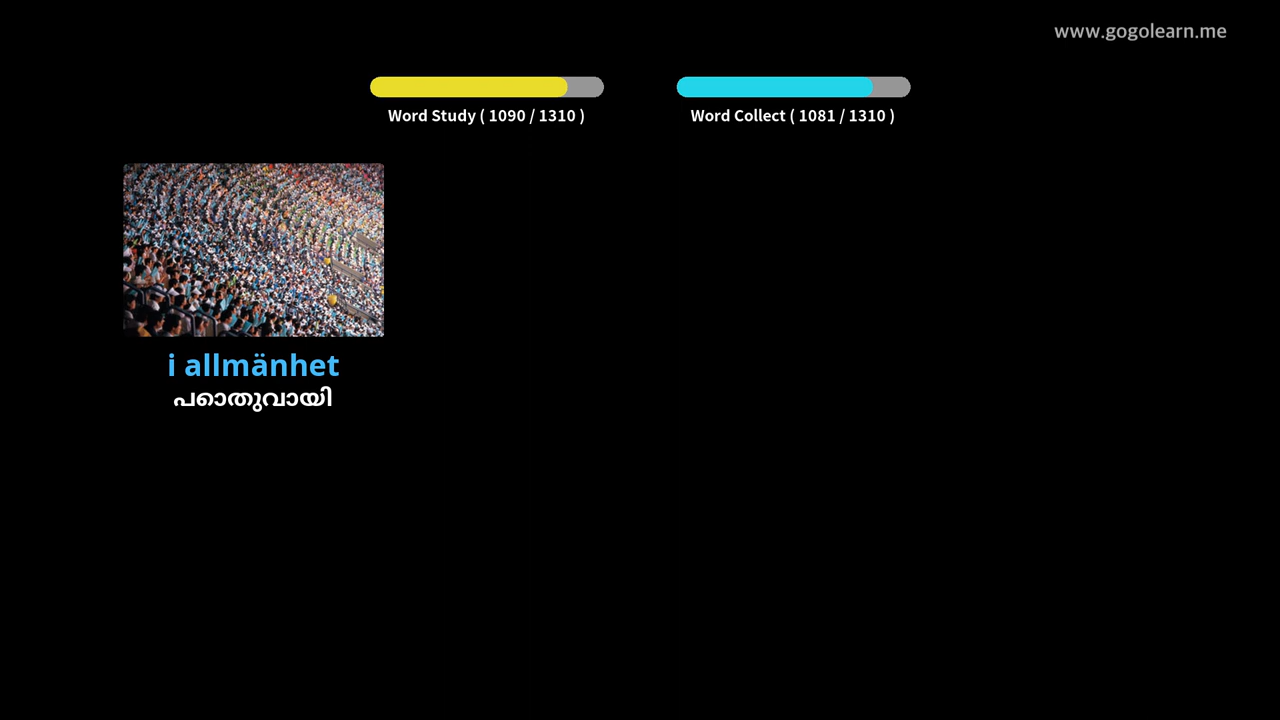 www.gogolearn.me
Word Study ( 1090 / 1310 )
Word Collect ( 1081 / 1310 )
i allmänhet
പൊതുവായി